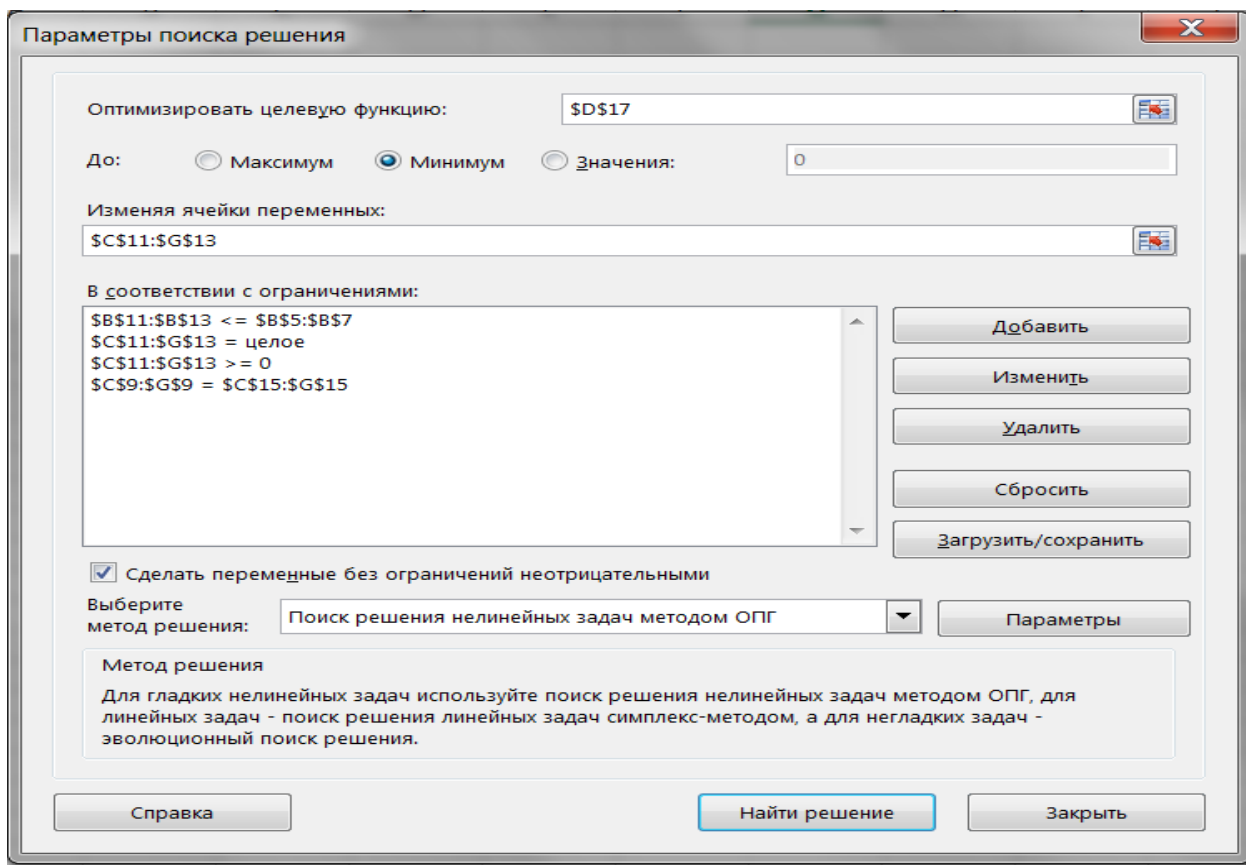 Параметры поиска решения
X
Оптимизировать целевую функцию: $D$17
До: Максимум Минимум Значения: 0
Изменяя ячейки переменных:
$C$11:$G$13
В соответствии с ограничениями:
$B$11:$B$13 <= $B$5:$B$7
$C$11:$G$13 = целое
$C$11:$G$13 >= 0
$C$9:$G$9 = $C$15:$G$15
Добавить
Изменить
Удалить
Сбросить
Загрузить/сохранить
Сделать переменные без ограничений неотрицательными
Выберите
метод решения:
Поиск решения нелинейных задач методом ОПГ
Параметры
Метод решения
Для гладких нелинейных задач используйте поиск решения нелинейных задач методом ОПГ, для
линейных задач - поиск решения линейных задач симплекс-методом, а для негладких задач -
эволюционный поиск решения.
Справка Найти решение Закрыть